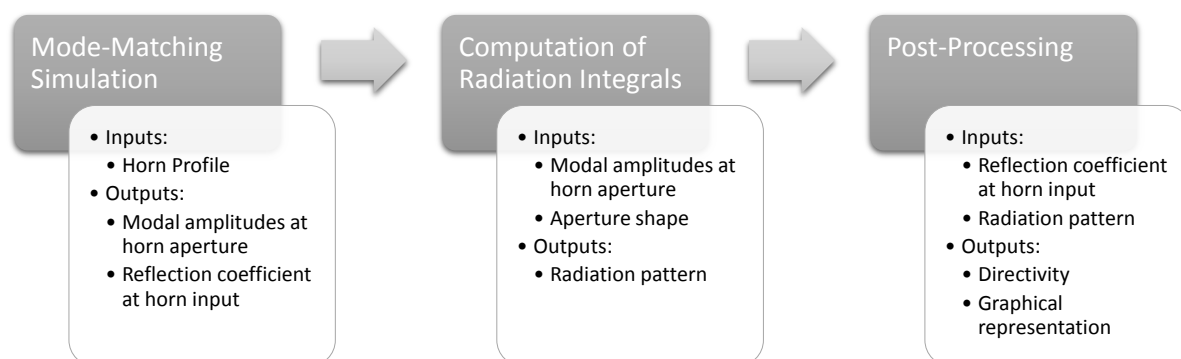 Mode-Matching
Simulation
• Inputs:
• Horn Profile
• Outputs:
• Modal amplitudes at
horn aperture
• Reflection coefficient
at horn input
Computation of
Radiation Integrals
• Inputs:
• Modal amplitudes at
horn aperture
• Aperture shape
• Outputs:
• Radiation pattern
Post-Processing
• Inputs:
• Reflection coefficient
at horn input
• Radiation pattern
• Outputs:
• Directivity
• Graphical
representation